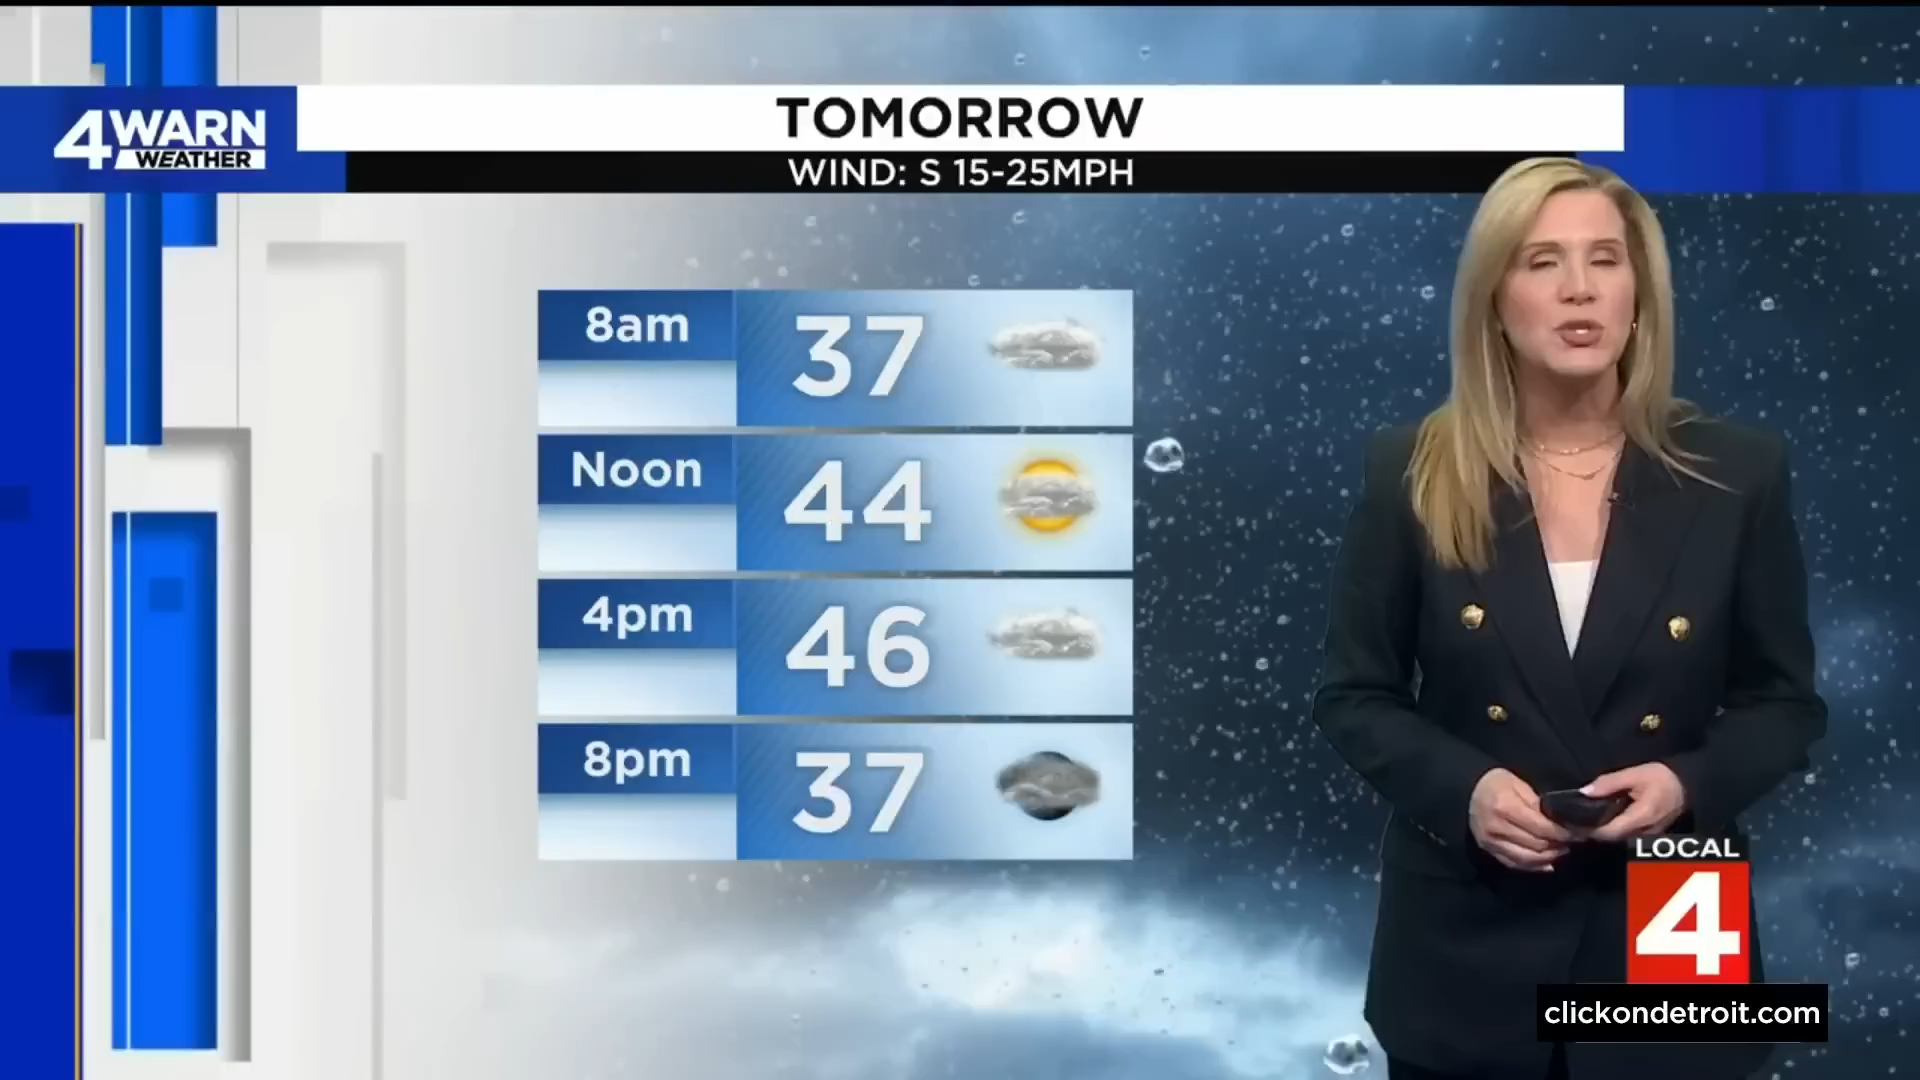 TOMORROW
4WARN
WEATHER
WIND: S 15-25MPH
8am
37
Noon
44
4pm
46
8pm
37
LOCAL
4
clickondetroit.com